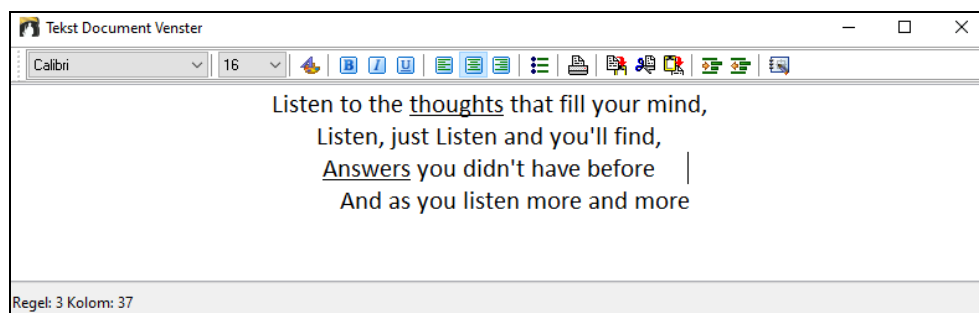 Tekst Document Venster
Calibri 16 B I U
Listen to the thoughts that fill your mind,
Listen, just Listen and you'll find,
Answers you didn't have before
And as you listen more and more
Regel: 3 Kolom: 37